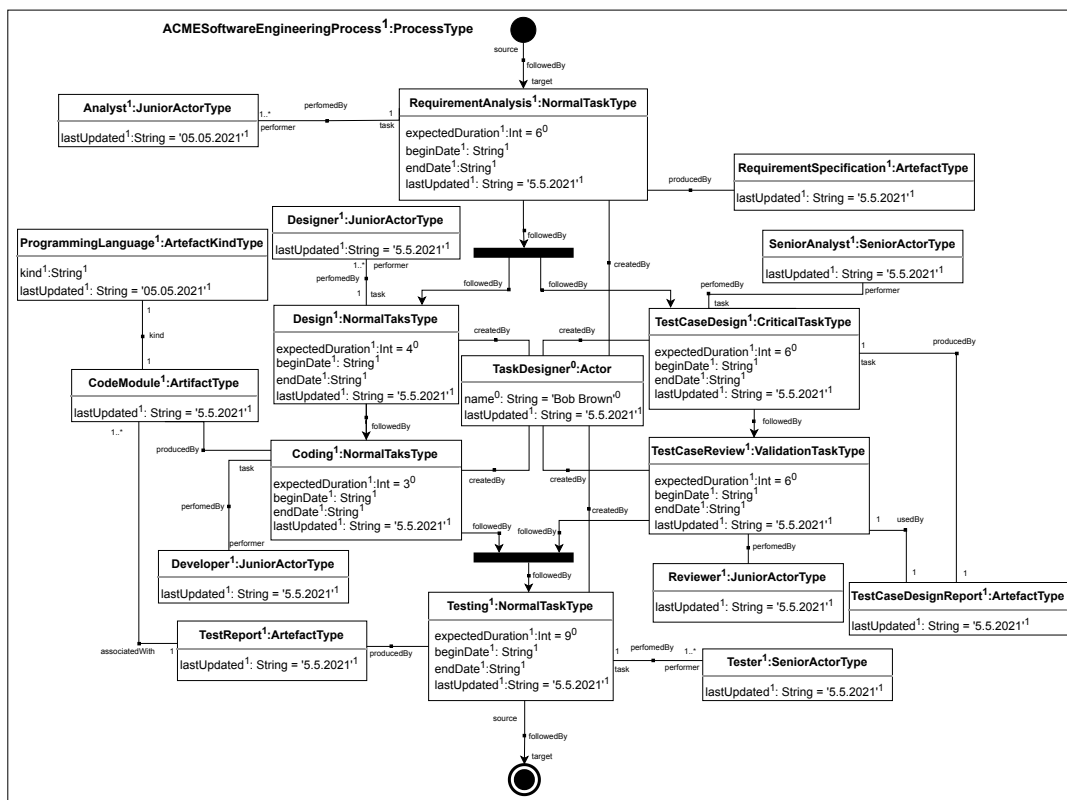 ACMESoftwareEngineeringProcess¹:ProcessType
source
followedBy
target
Analyst¹:JuniorActorType
lastUpdated¹:String = '05.05.2021'¹
1..*
performer
perfomedBy
1
task
RequirementAnalysis¹:NormalTaskType
expectedDuration¹:Int = 6⁰
beginDate¹: String¹
endDate¹:String¹
lastUpdated¹: String = '5.5.2021'¹
producedBy
RequirementSpecification¹:ArtefactType
lastUpdated¹: String = '5.5.2021'¹
followedBy
createdBy
Designer¹:JuniorActorType
lastUpdated¹:String = '5.5.2021'¹
1..*
performer
perfomedBy
1
task
ProgrammingLanguage¹:ArtefactKindType
kind¹:String¹
lastUpdated¹: String = '05.05.2021'¹
1
kind
1
SeniorAnalyst¹:SeniorActorType
lastUpdated¹: String = '5.5.2021'¹
perfomedBy
performer
task
followedBy
followedBy
Design¹:NormalTaksType
expectedDuration¹:Int = 4⁰
beginDate¹: String¹
endDate¹:String¹
lastUpdated¹: String = '5.5.2021'¹
createdBy
createdBy
TestCaseDesign¹:CriticalTaskType
expectedDuration¹:Int = 6⁰
beginDate¹: String¹
endDate¹:String¹
lastUpdated¹: String = '5.5.2021'¹
1
task
producedBy
TaskDesigner⁰:Actor
name⁰: String = 'Bob Brown'⁰
lastUpdated¹: String = '5.5.2021'¹
CodeModule¹:ArtifactType
lastUpdated¹: String = '5.5.2021'¹
1..*
producedBy
followedBy
followedBy
Coding¹:NormalTaksType
expectedDuration¹:Int = 3⁰
beginDate¹: String¹
endDate¹:String¹
lastUpdated¹: String = '5.5.2021'¹
task
perfomedBy
performer
createdBy
createdBy
createdBy
TestCaseReview¹:ValidationTaskType
expectedDuration¹:Int = 6⁰
beginDate¹: String¹
endDate¹:String¹
lastUpdated¹: String = '5.5.2021'¹
1
usedBy
1
1
followedBy
followedBy
followedBy
perfomedBy
Developer¹:JuniorActorType
lastUpdated¹: String = '5.5.2021'¹
Reviewer¹:JuniorActorType
lastUpdated¹: String = '5.5.2021'¹
TestCaseDesignReport¹:ArtefactType
lastUpdated¹: String = '5.5.2021'¹
associatedWith
1
TestReport¹:ArtefactType
lastUpdated¹: String = '5.5.2021'¹
producedBy
Testing¹:NormalTaskType
expectedDuration¹:Int = 9⁰
beginDate¹: String¹
endDate¹:String¹
lastUpdated¹: String = '5.5.2021'¹
1
task
perfomedBy
1..*
performer
Tester¹:SeniorActorType
lastUpdated¹: String = '5.5.2021'¹
source
followedBy
target